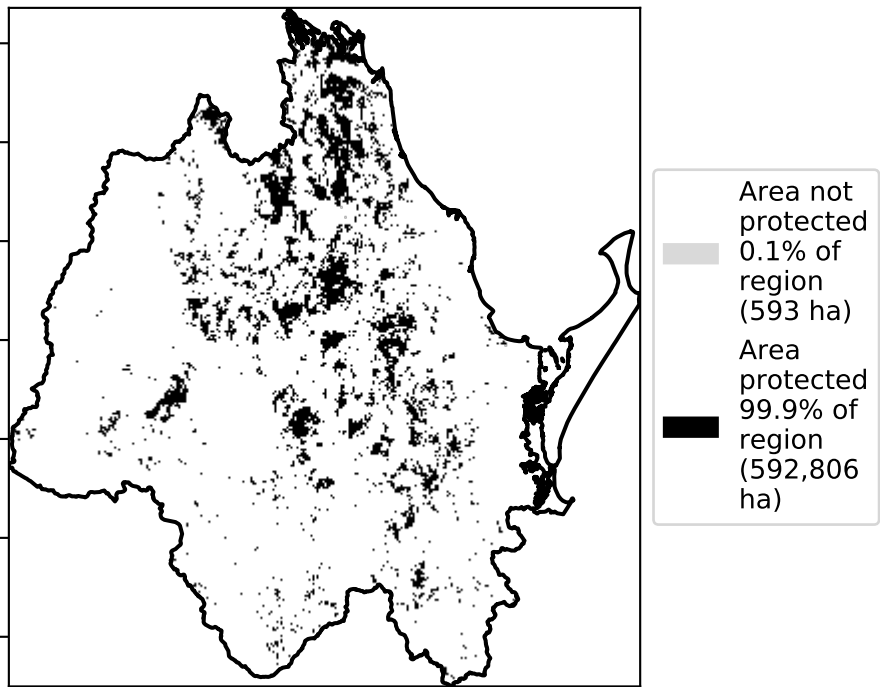 Area not
protected
0.1% of
region
(593 ha)
Area
protected
99.9% of
region
(592,806
ha)